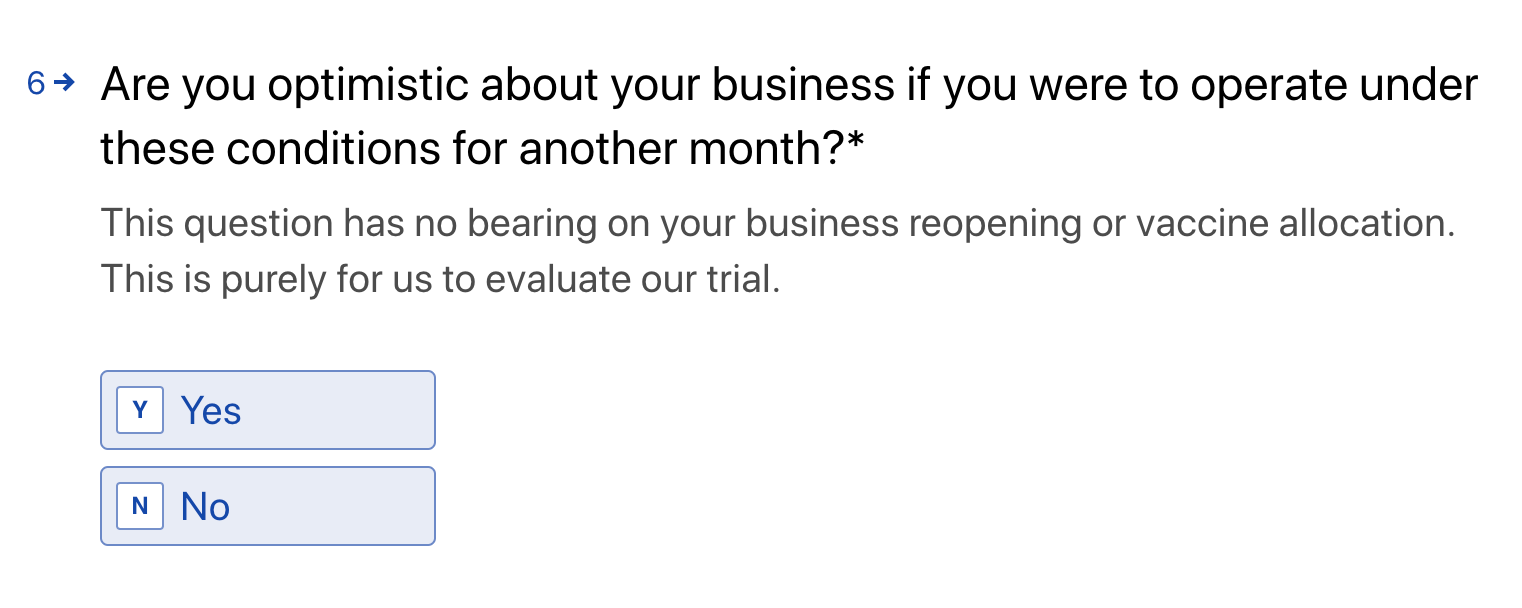 6→ Are you optimistic about your business if you were to operate under
these conditions for another month?*
This question has no bearing on your business reopening or vaccine allocation.
This is purely for us to evaluate our trial.
Y Yes
N No